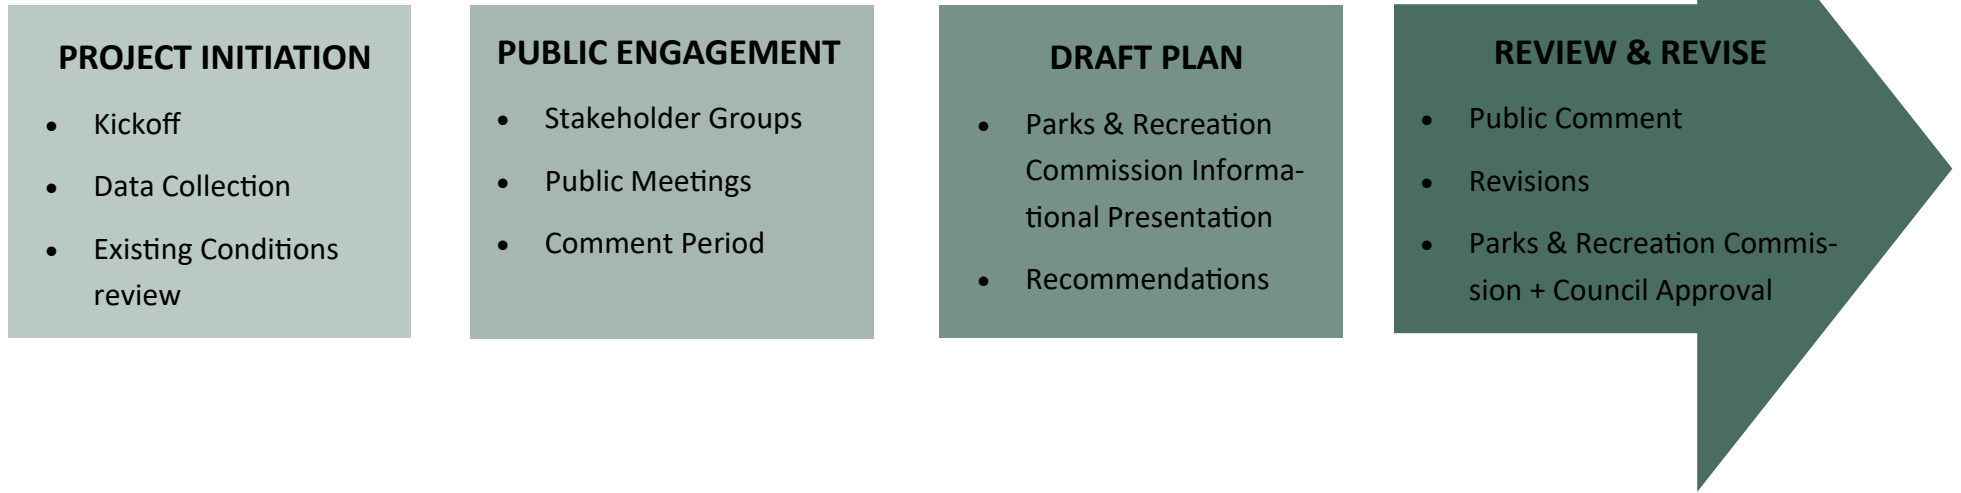 PROJECT INITIATION
• Kickoff
• Data Collection
• Existing Conditions
review
PUBLIC ENGAGEMENT
• Stakeholder Groups
• Public Meetings
• Comment Period
DRAFT PLAN
• Parks & Recreation
Commission Informa-
tional Presentation
• Recommendations
REVIEW & REVISE
• Public Comment
• Revisions
• Parks & Recreation Commis-
sion + Council Approval